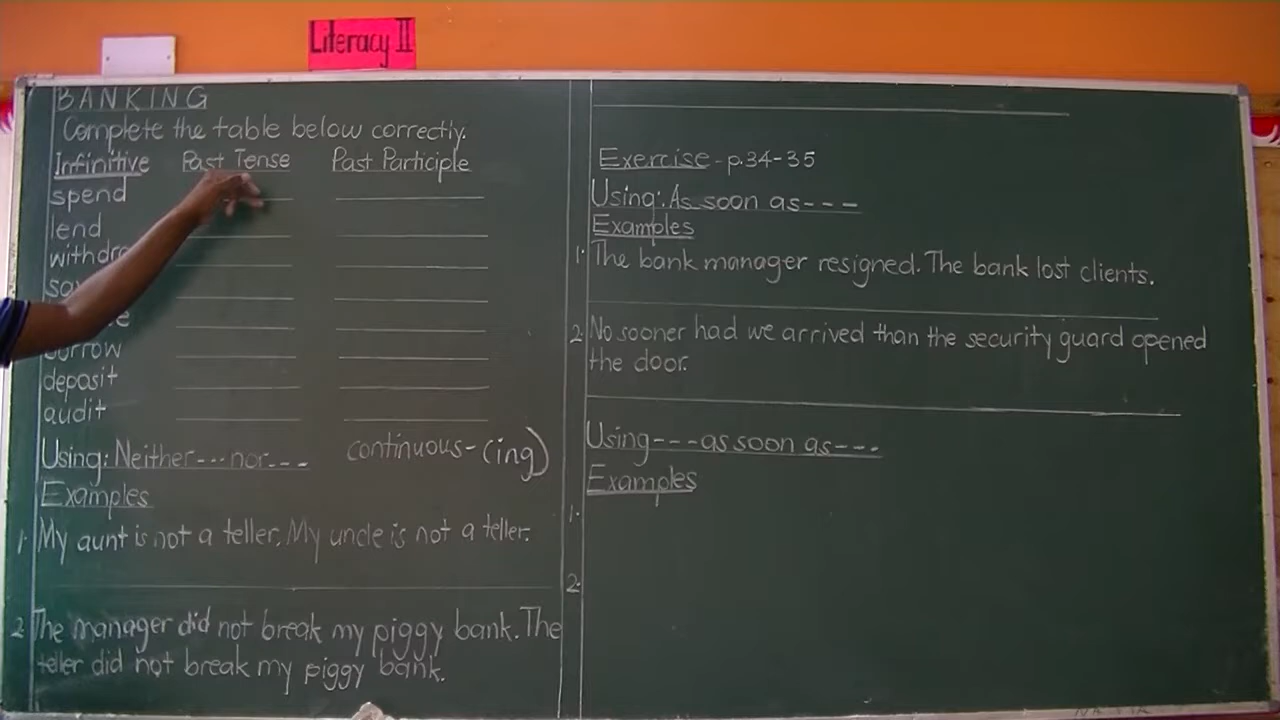 Literacy II
BANKING
Complete the table below correctly.
Infinitive Past Tense Past Participle
spend
lend
deposit
audit
Using: Neither---nor---
continuous-(ing)
Examples
1. My aunt is not a teller. My uncle is not a teller.
2. The manager did not break my piggy bank. The
teller did not break my piggy bank.
Exercise - p.34-35
Using: As soon as---
Examples
1. The bank manager resigned. The bank lost clients.
2. No sooner had we arrived than the security guard opened
the door.
Using---as soon as---
Examples
1.
2.